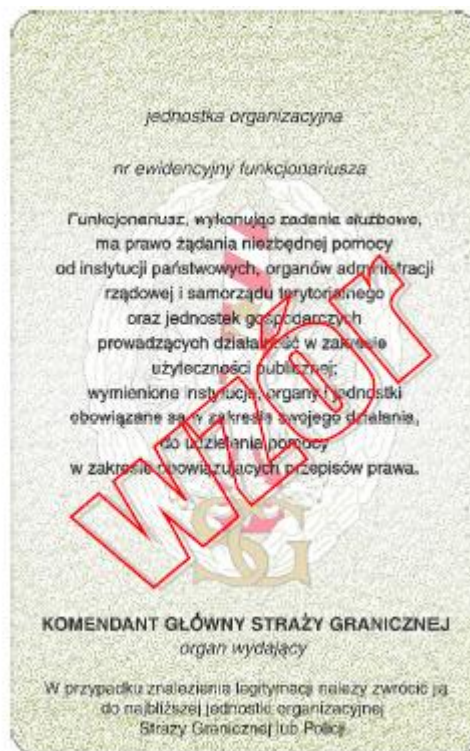 jednostka organizacyjna
nr ewidencyjny funkcjonariusza
Funkcjonariusz, wykonując zadania służbowe,
ma prawo żądania niezbędnej pomocy
od instytucji państwowych, organów administracji
rządowej i samorządu terytorialnego
oraz jednostek gospodarczych
prowadzących działalność w zakresie
użyteczności publicznej;
wymienione instytucje, organy i jednostki
obowiązane są w zakresie swojego działania,
do udzielenia pomocy
w zakresie obowiązujących przepisów prawa.
wzór
SG
KOMENDANT GŁÓWNY STRAŻY GRANICZNEJ
organ wydający
W przypadku znalezienia legitymacji należy zwrócić ją
do najbliższej jednostki organizacyjnej
Straży Granicznej lub Policji.